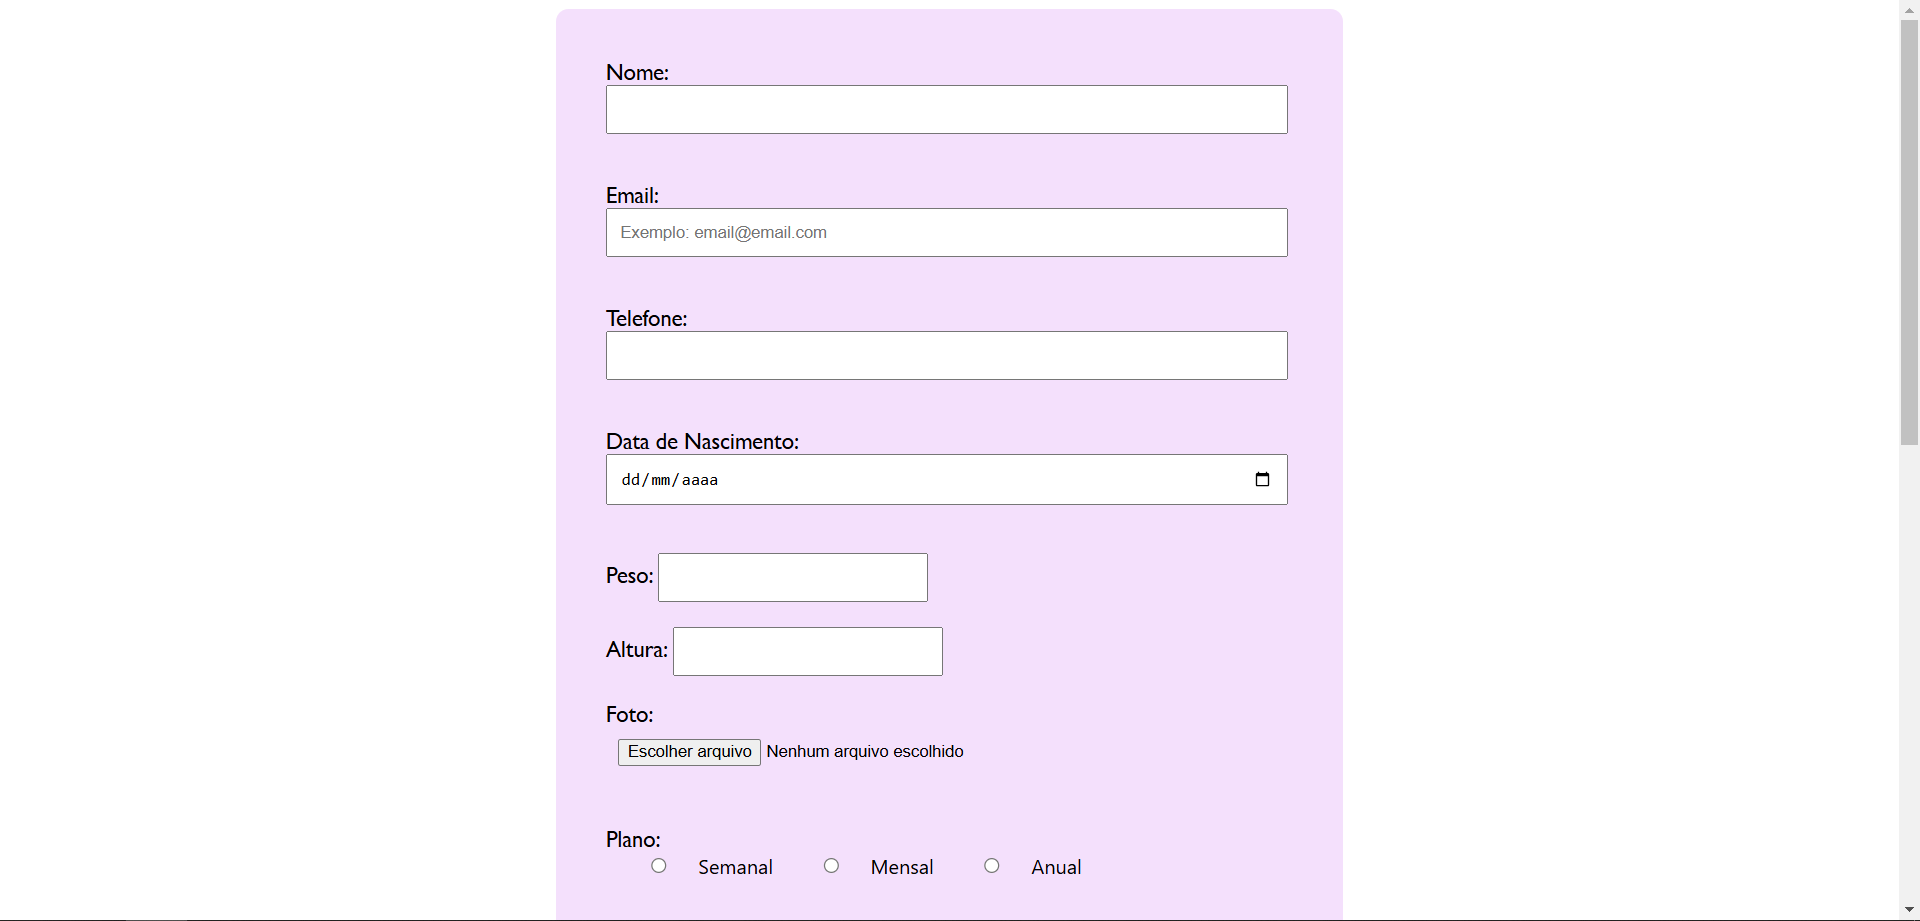 Nome:
Email:
Exemplo: email@email.com
Telefone:
Data de Nascimento:
dd/mm/aaaa
Peso:
Altura:
Foto:
Escolher arquivo Nenhum arquivo escolhido
Plano:
Semanal Mensal Anual